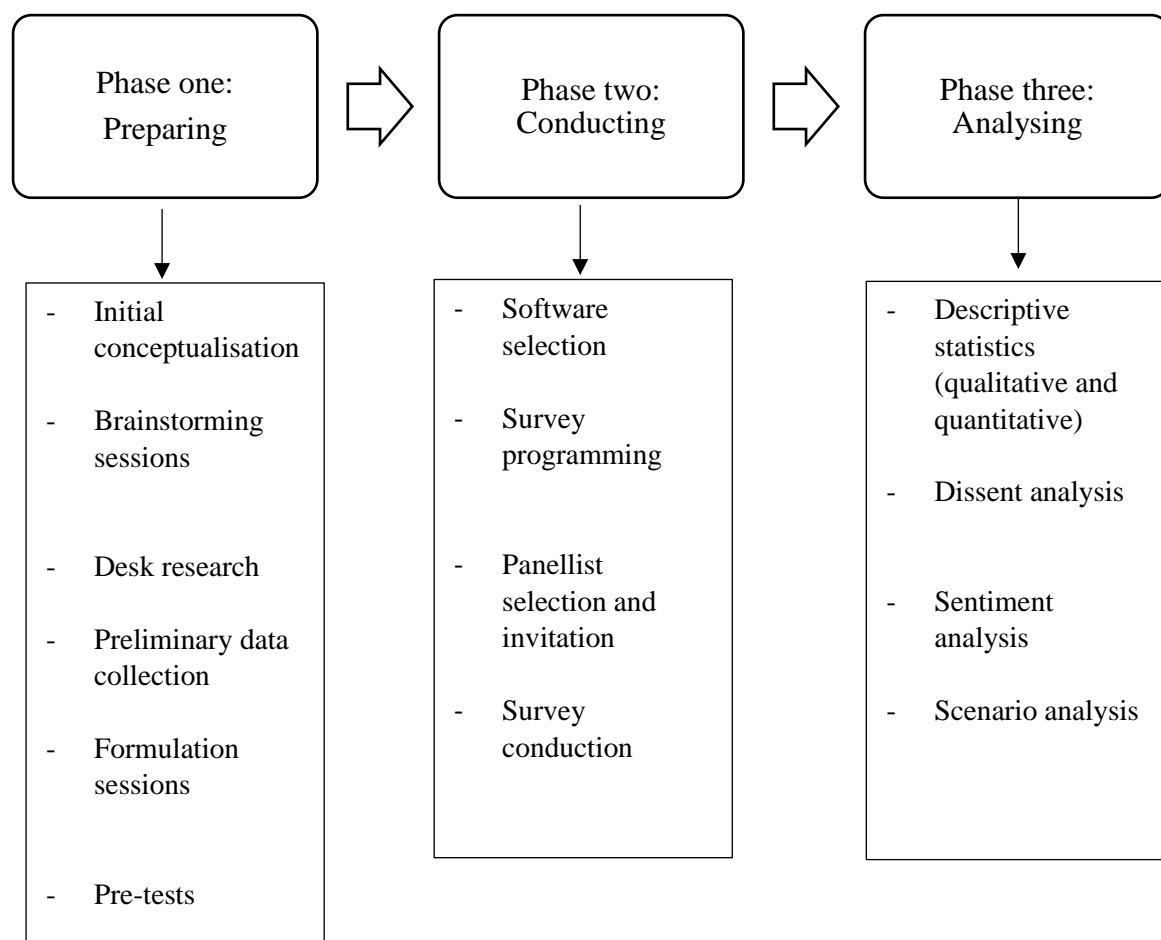 Phase one:
Preparing
Phase two:
Conducting
Phase three:
Analysing
- Initial
conceptualisation
- Brainstorming
sessions
- Desk research
- Preliminary data
collection
- Formulation
sessions
- Pre-tests
- Software
selection
- Survey
programming
- Panellist
selection and
invitation
- Survey
conduction
- Descriptive
statistics
(qualitative and
quantitative)
- Dissent analysis
- Sentiment
analysis
- Scenario analysis